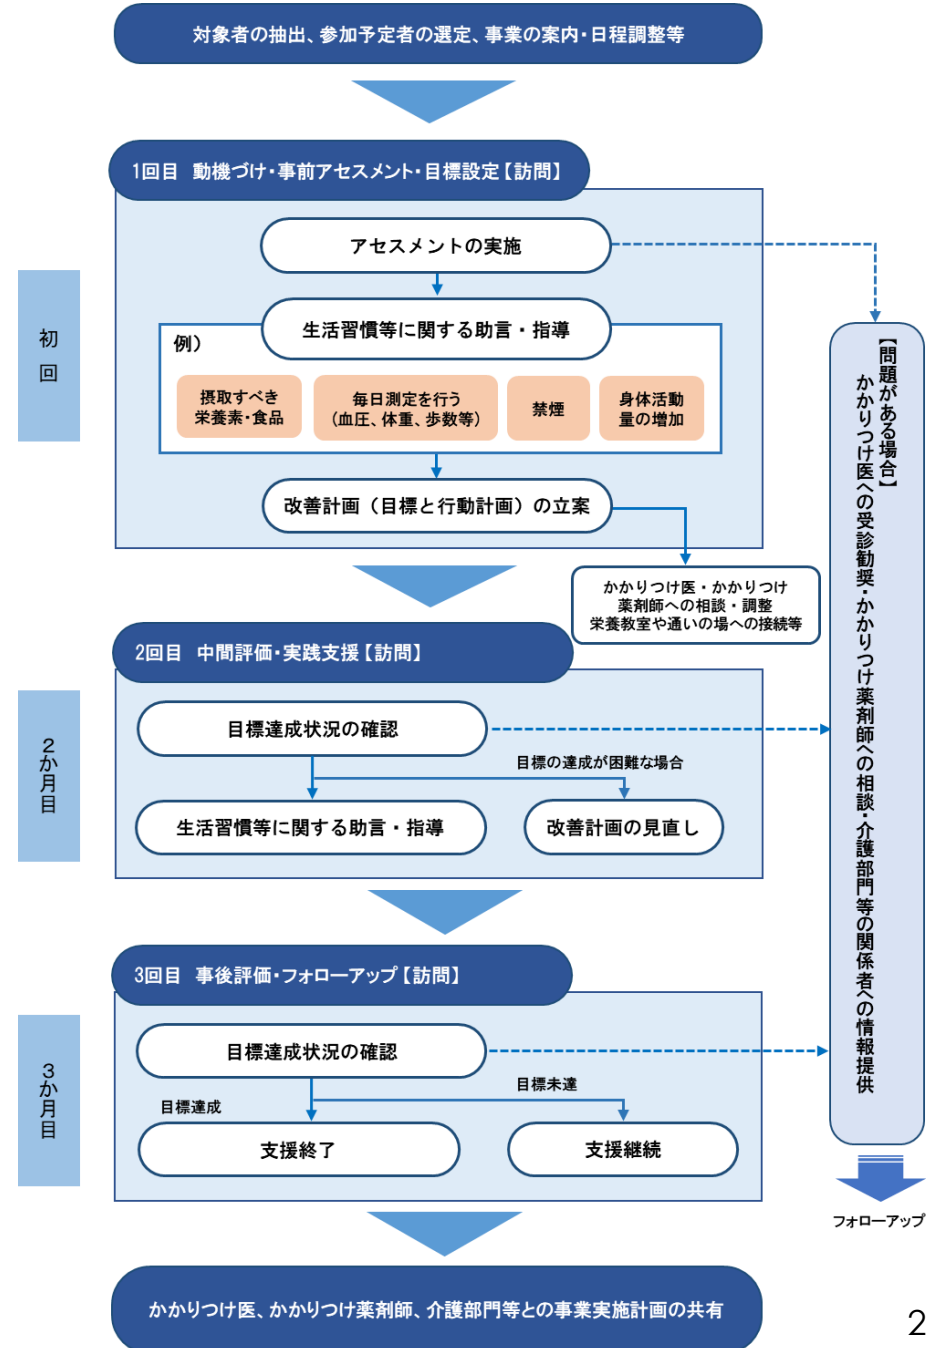 対象者の抽出、参加予定者の選定、事業の案内・日程調整等
1回目 動機づけ・事前アセスメント・目標設定【訪問】
初回
アセスメントの実施
生活習慣等に関する助言・指導
例）
摂取すべき
栄養素・食品
毎日測定を行う
(血圧、体重、歩数等)
禁煙
身体活動
量の増加
改善計画（目標と行動計画）の立案
かかりつけ医・かかりつけ
薬剤師への相談・調整
栄養教室や通いの場への接続等
【問題がある場合】
かかりつけ医への受診勧奨・かかりつけ薬剤師への相談・介護部門等の関係者への情報提供
2回目 中間評価・実践支援【訪問】
2か月目
目標達成状況の確認
目標の達成が困難な場合
生活習慣等に関する助言・指導
改善計画の見直し
3回目 事後評価・フォローアップ【訪問】
3か月目
目標達成状況の確認
目標未達
目標達成
支援終了
支援継続
フォローアップ
かかりつけ医、かかりつけ薬剤師、介護部門等との事業実施計画の共有
2